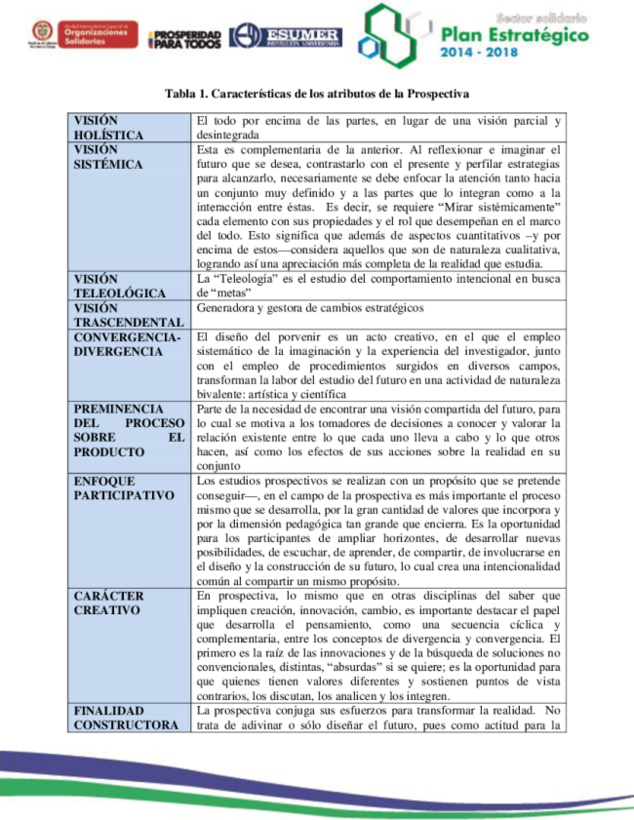 Unidad Administrativa Especial de
Organizaciones
Solidarias
PROSPERIDAD
PARA TODOS
ESUMER
INSTITUCIÓN UNIVERSITARIA
Sector solidario
Plan Estratégico
2014 - 2018
Tabla 1. Características de los atributos de la Prospectiva
VISIÓN
HOLÍSTICA
El todo por encima de las partes, en lugar de una visión parcial y
desintegrada
VISIÓN
SISTÉMICA
Esta es complementaria de la anterior. Al reflexionar e imaginar el
futuro que se desea, contrastarlo con el presente y perfilar estrategias
para alcanzarlo, necesariamente se debe enfocar la atención tanto hacia
un conjunto muy definido y a las partes que lo integran como a la
interacción entre éstas. Es decir, se requiere “Mirar sistémicamente”
cada elemento con sus propiedades y el rol que desempeñan en el marco
del todo. Esto significa que además de aspectos cuantitativos –y por
encima de estos—considera aquellos que son de naturaleza cualitativa,
logrando así una apreciación más completa de la realidad que estudia.
VISIÓN
TELEOLÓGICA
La “Teleología” es el estudio del comportamiento intencional en busca
de “metas”
VISIÓN
TRASCENDENTAL
Generadora y gestora de cambios estratégicos
CONVERGENCIA-
DIVERGENCIA
El diseño del porvenir es un acto creativo, en el que el empleo
sistemático de la imaginación y la experiencia del investigador, junto
con el empleo de procedimientos surgidos en diversos campos,
transforman la labor del estudio del futuro en una actividad de naturaleza
bivalente: artística y científica
PREMINENCIA
DEL PROCESO
SOBRE EL
PRODUCTO
Parte de la necesidad de encontrar una visión compartida del futuro, para
lo cual se motiva a los tomadores de decisiones a conocer y valorar la
relación existente entre lo que cada uno lleva a cabo y lo que otros
hacen, así como los efectos de sus acciones sobre la realidad en su
conjunto
ENFOQUE
PARTICIPATIVO
Los estudios prospectivos se realizan con un propósito que se pretende
conseguir—, en el campo de la prospectiva es más importante el proceso
mismo que se desarrolla, por la gran cantidad de valores que incorpora y
por la dimensión pedagógica tan grande que encierra. Es la oportunidad
para los participantes de ampliar horizontes, de desarrollar nuevas
posibilidades, de escuchar, de aprender, de compartir, de involucrarse en
el diseño y la construcción de su futuro, lo cual crea una intencionalidad
común al compartir un mismo propósito.
CARÁCTER
CREATIVO
En prospectiva, lo mismo que en otras disciplinas del saber que
impliquen creación, innovación, cambio, es importante destacar el papel
que desarrolla el pensamiento, como una secuencia cíclica y
complementaria, entre los conceptos de divergencia y convergencia. El
primero es la raíz de las innovaciones y de la búsqueda de soluciones no
convencionales, distintas, “absurdas” si se quiere; es la oportunidad para
que quienes tienen valores diferentes y sostienen puntos de vista
contrarios, los discutan, los analicen y los integren.
FINALIDAD
CONSTRUCTORA
La prospectiva conjuga sus esfuerzos para transformar la realidad. No
trata de adivinar o sólo diseñar el futuro, pues como actitud para la